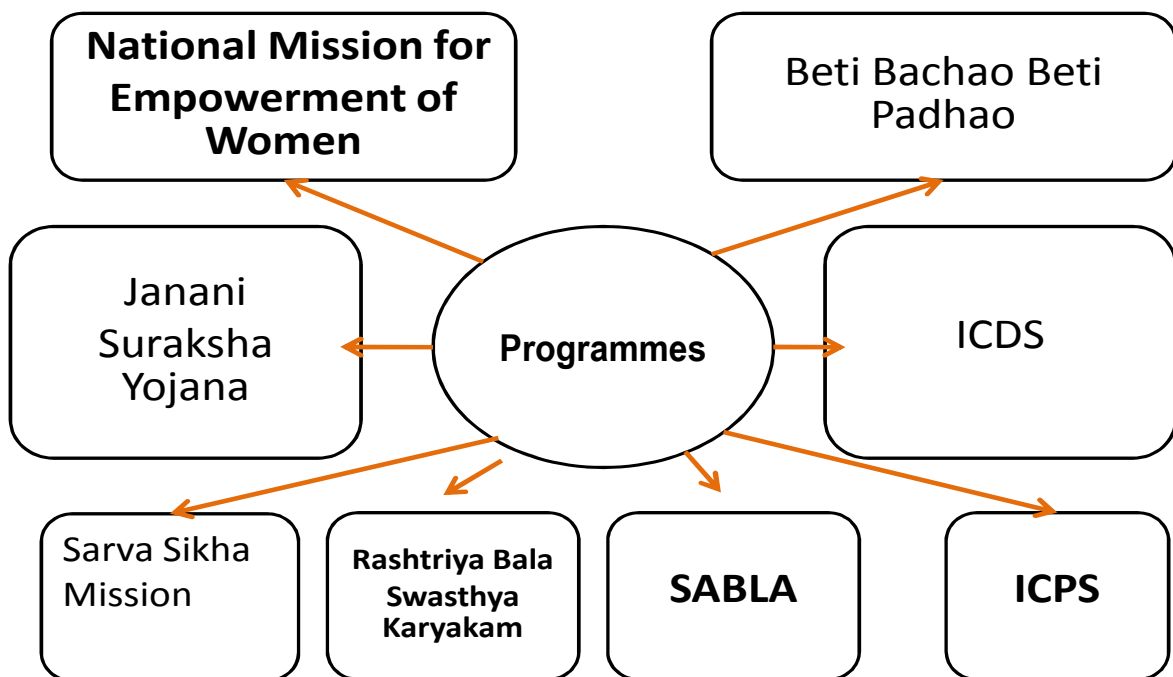 National Mission for
Empowerment of
Women
Beti Bachao Beti
Padhao
Janani
Suraksha
Yojana
Programmes
ICDS
Sarva Sikha
Mission
Rashtriya Bala
Swasthya
Karyakam
SABLA
ICPS